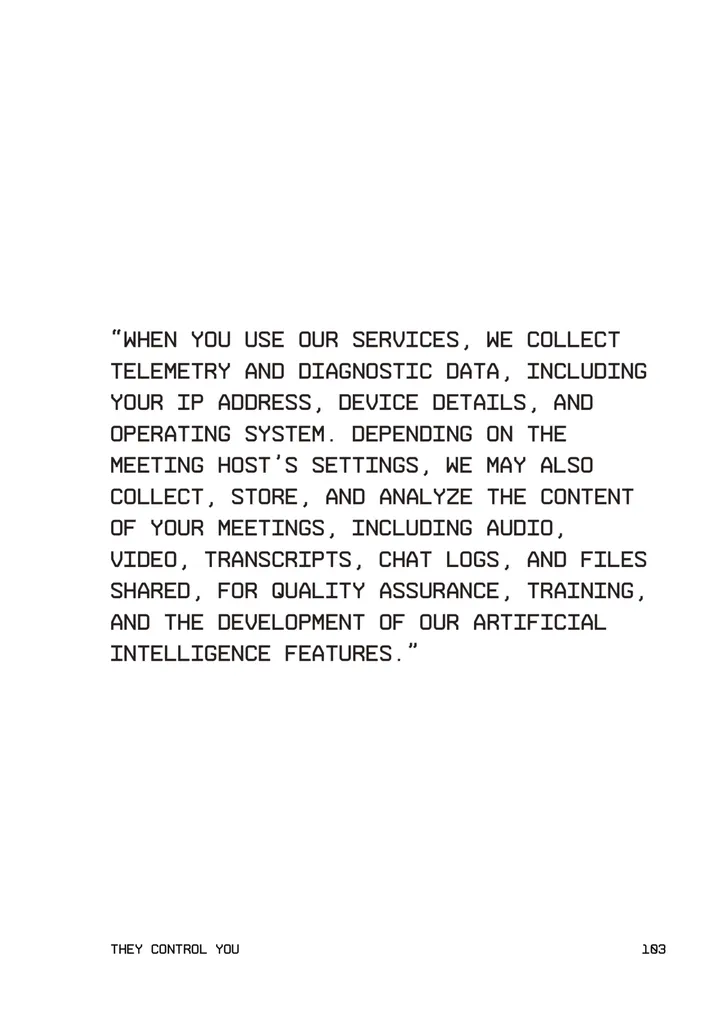 “WHEN YOU USE OUR SERVICES, WE COLLECT
TELEMETRY AND DIAGNOSTIC DATA, INCLUDING
YOUR IP ADDRESS, DEVICE DETAILS, AND
OPERATING SYSTEM. DEPENDING ON THE
MEETING HOST’S SETTINGS, WE MAY ALSO
COLLECT, STORE, AND ANALYZE THE CONTENT
OF YOUR MEETINGS, INCLUDING AUDIO,
VIDEO, TRANSCRIPTS, CHAT LOGS, AND FILES
SHARED, FOR QUALITY ASSURANCE, TRAINING,
AND THE DEVELOPMENT OF OUR ARTIFICIAL
INTELLIGENCE FEATURES.”
THEY CONTROL YOU 103